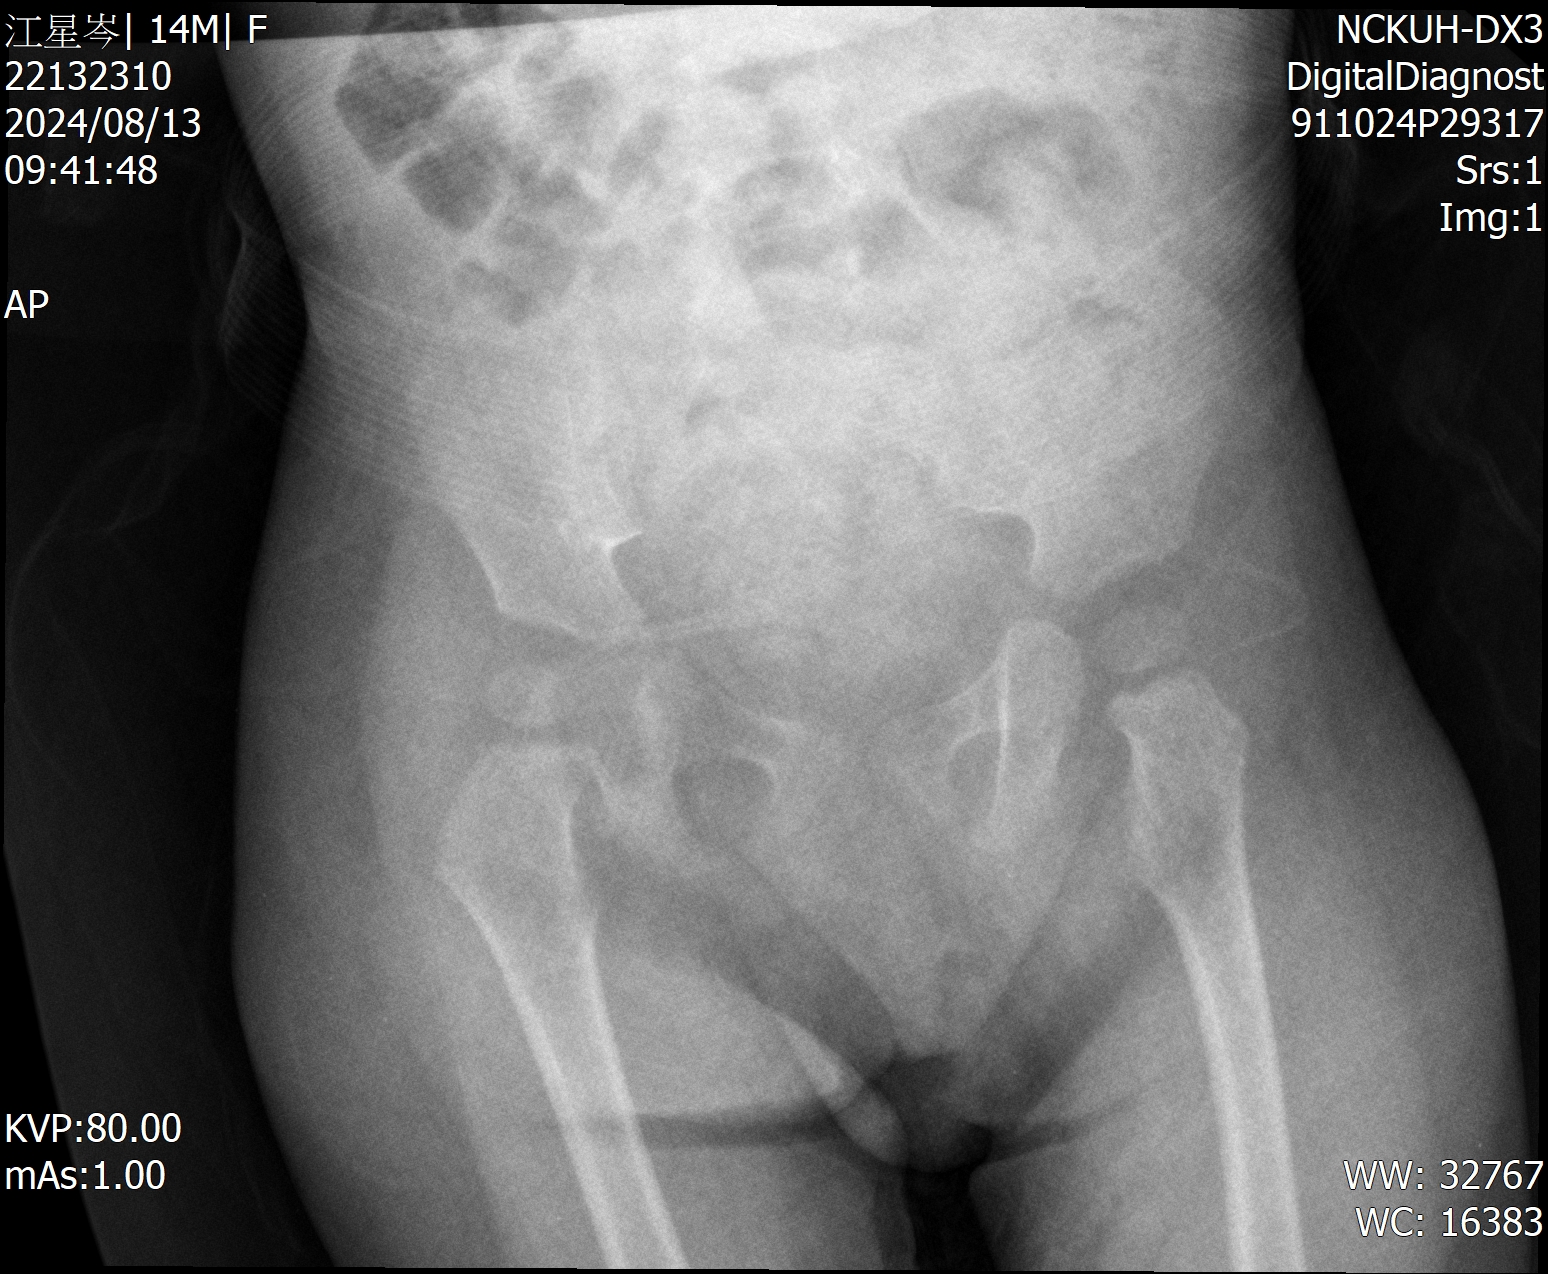 江星岑| 14M| F
22132310
2024/08/13
09:41:48
AP
NCKUH-DX3
DigitalDiagnost
911024P29317
Srs:1
Img:1
KVP:80.00
mAs:1.00
WW: 32767
WC: 16383